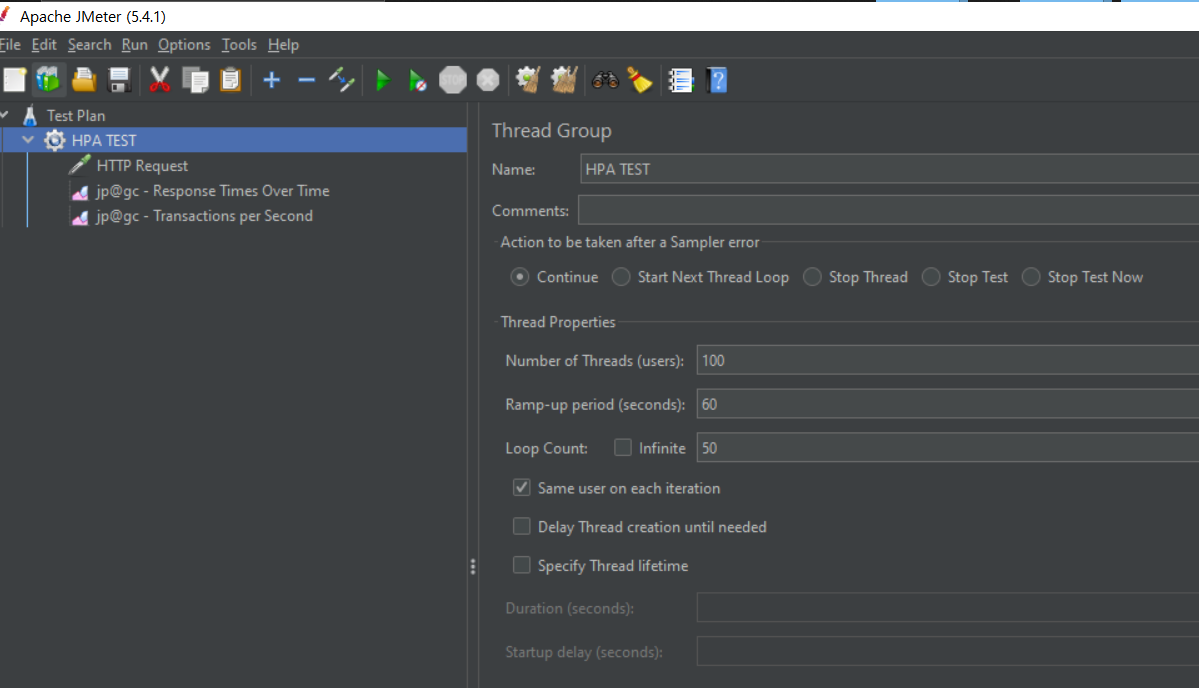 Apache JMeter (5.4.1)
File Edit Search Run Options Tools Help
STOP
?
Test Plan
HPA TEST
HTTP Request
jp@gc - Response Times Over Time
jp@gc - Transactions per Second
Thread Group
Name: HPA TEST
Comments:
Action to be taken after a Sampler error
Continue Start Next Thread Loop Stop Thread Stop Test Stop Test Now
Thread Properties
Number of Threads (users): 100
Ramp-up period (seconds): 60
Loop Count: Infinite 50
Same user on each iteration
Delay Thread creation until needed
Specify Thread lifetime
Duration (seconds):
Startup delay (seconds):